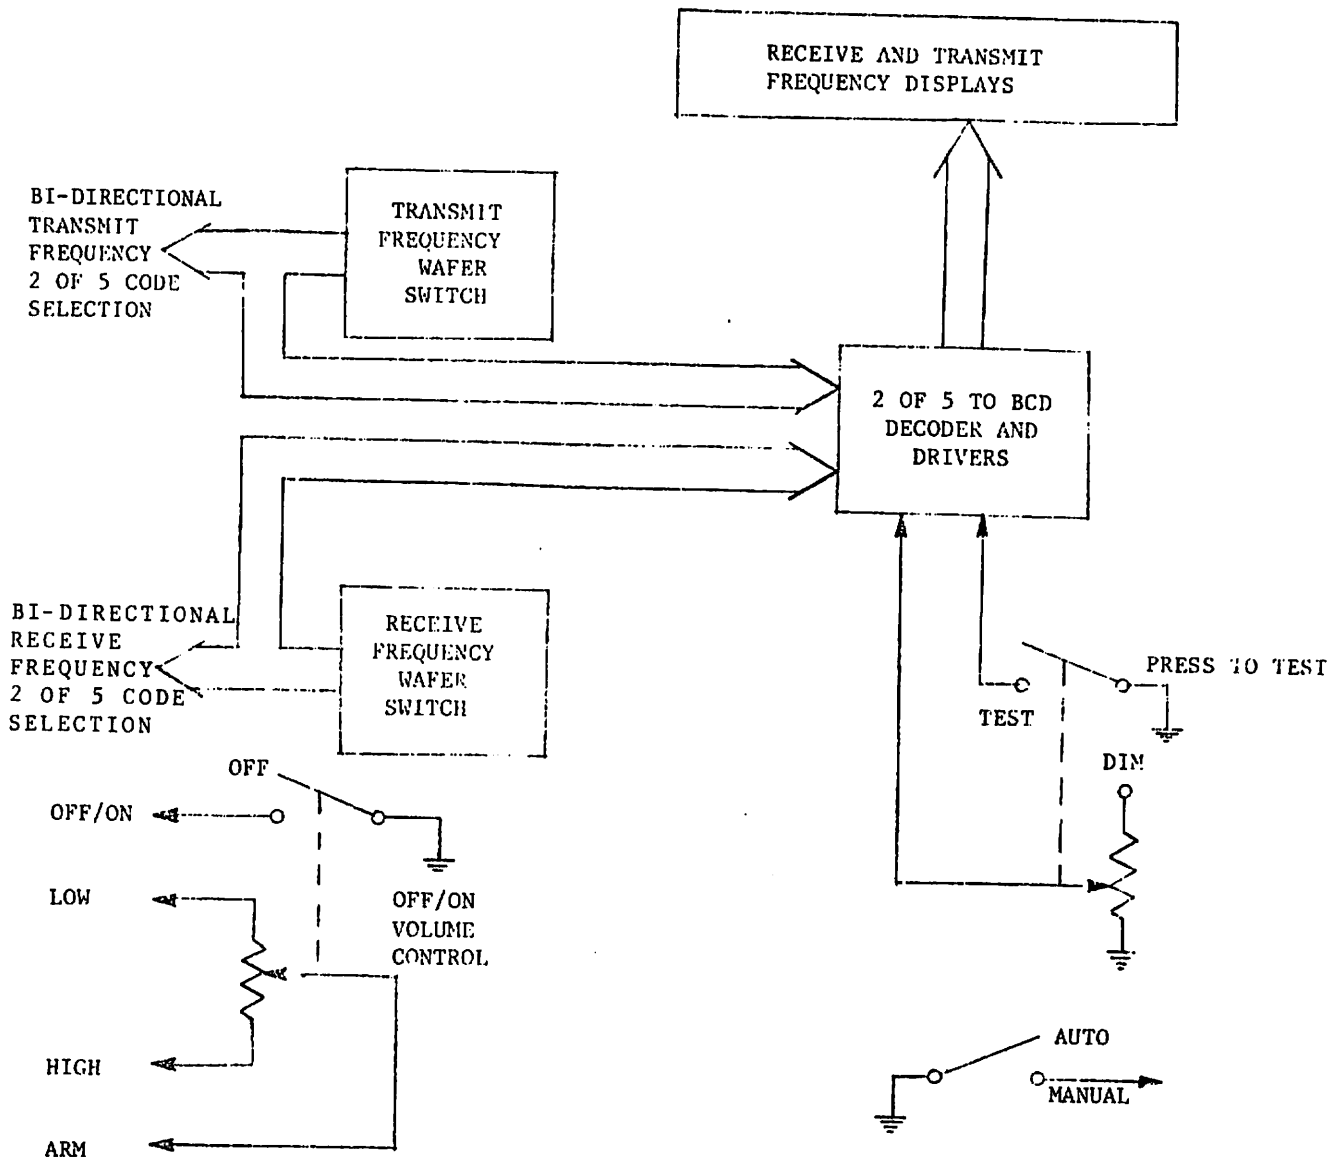 RECEIVE AND TRANSMIT
FREQUENCY DISPLAYS
BI-DIRECTIONAL
TRANSMIT
FREQUENCY
2 OF 5 CODE
SELECTION
TRANSMIT
FREQUENCY
WAFER
SWITCH
2 OF 5 TO BCD
DECODER AND
DRIVERS
BI-DIRECTIONAL
RECEIVE
FREQUENCY
2 OF 5 CODE
SELECTION
RECEIVE
FREQUENCY
WAFER
SWITCH
PRESS TO TEST
TEST
DIM
OFF
OFF/ON
LOW
OFF/ON
VOLUME
CONTROL
HIGH
ARM
AUTO
MANUAL